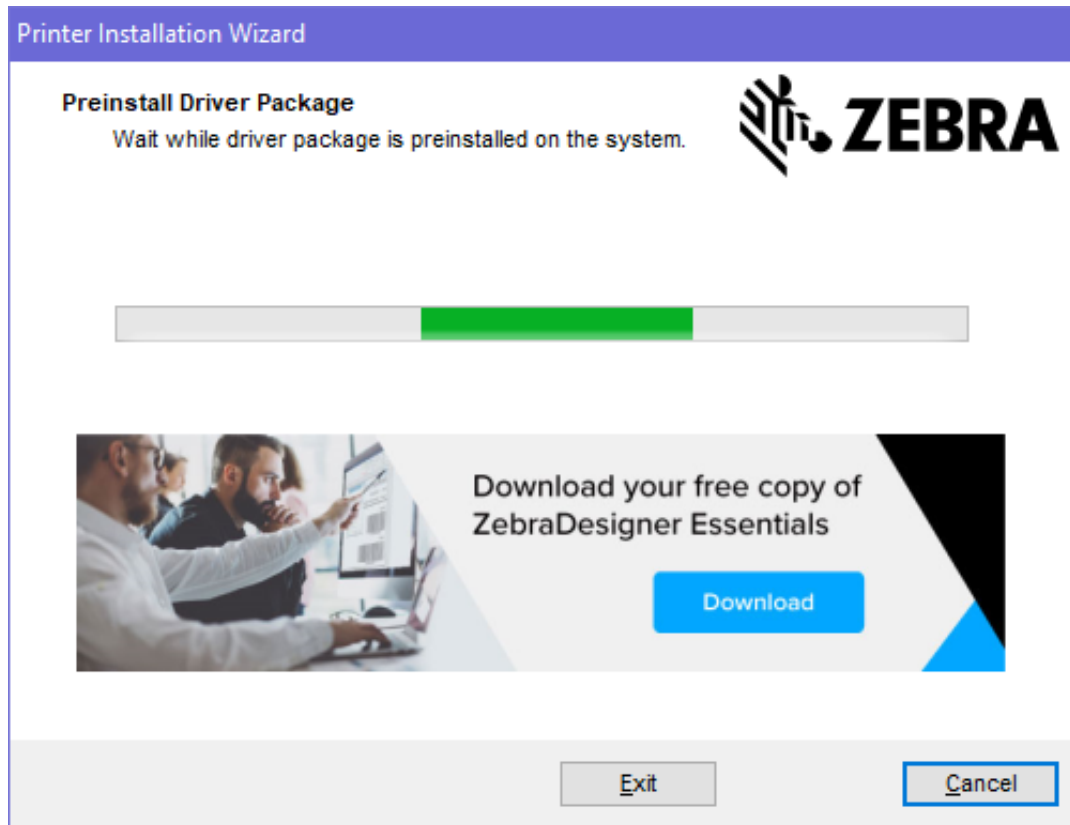 Printer Installation Wizard
Preinstall Driver Package
Wait while driver package is preinstalled on the system.
ZEBRA
Download your free copy of
ZebraDesigner Essentials
Download
Exit
Cancel